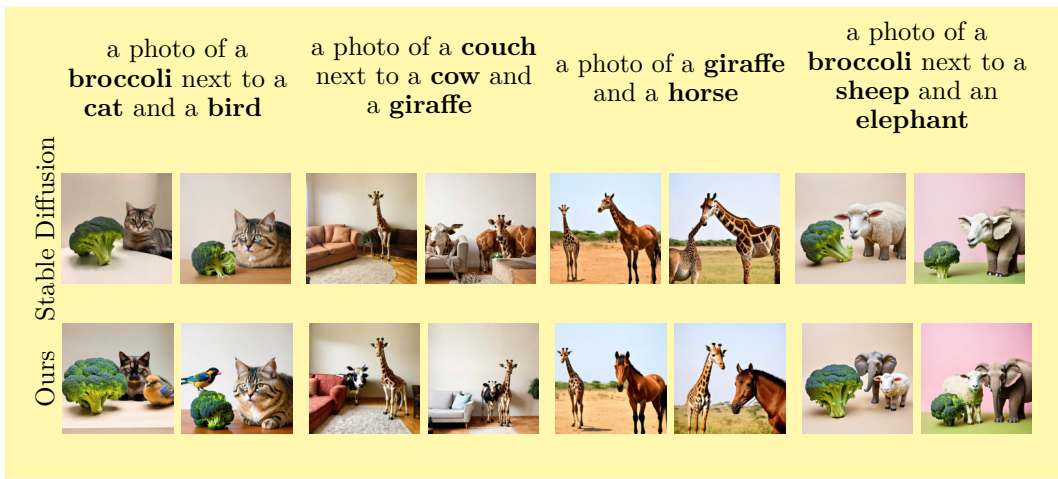 a photo of a
broccoli next to a
cat and a bird
a photo of a couch
next to a cow and
a giraffe
a photo of a giraffe
and a horse
a photo of a
broccoli next to a
sheep and an
elephant
Stable Diffusion
Ours